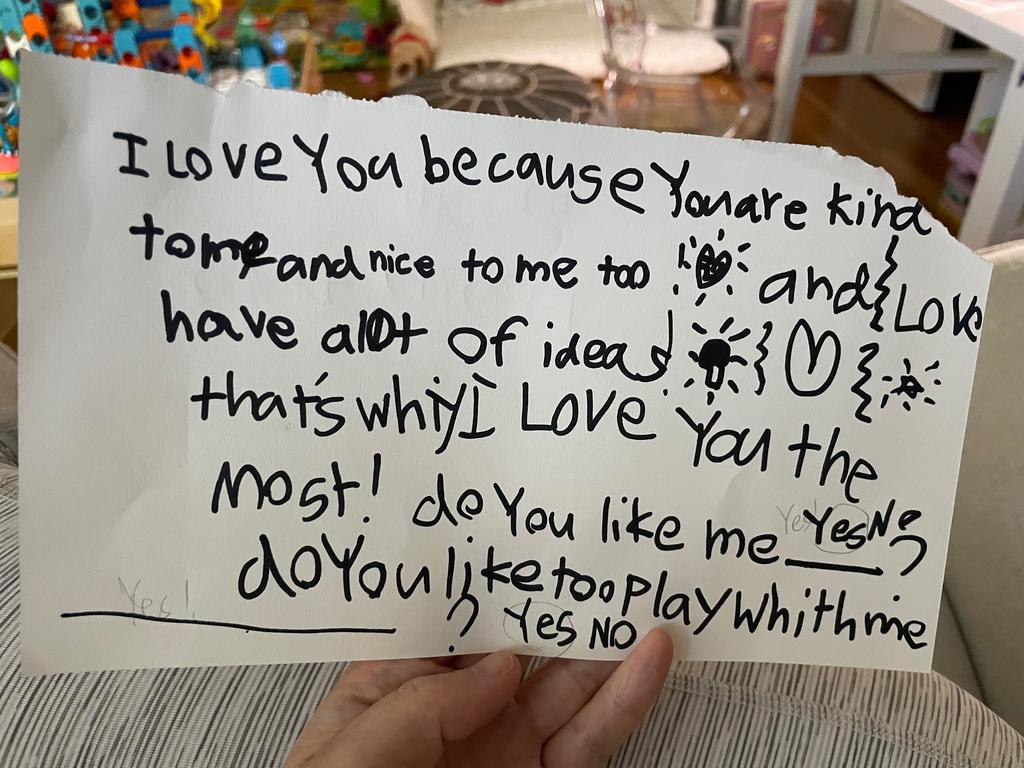 I Love You because You are kind
to me and nice to me too and Love
have alot of ideas!
that's whiy I Love You the
most! do You like me Yes! Yes No ?
do You like too play whith me
Yes! ? Yes NO